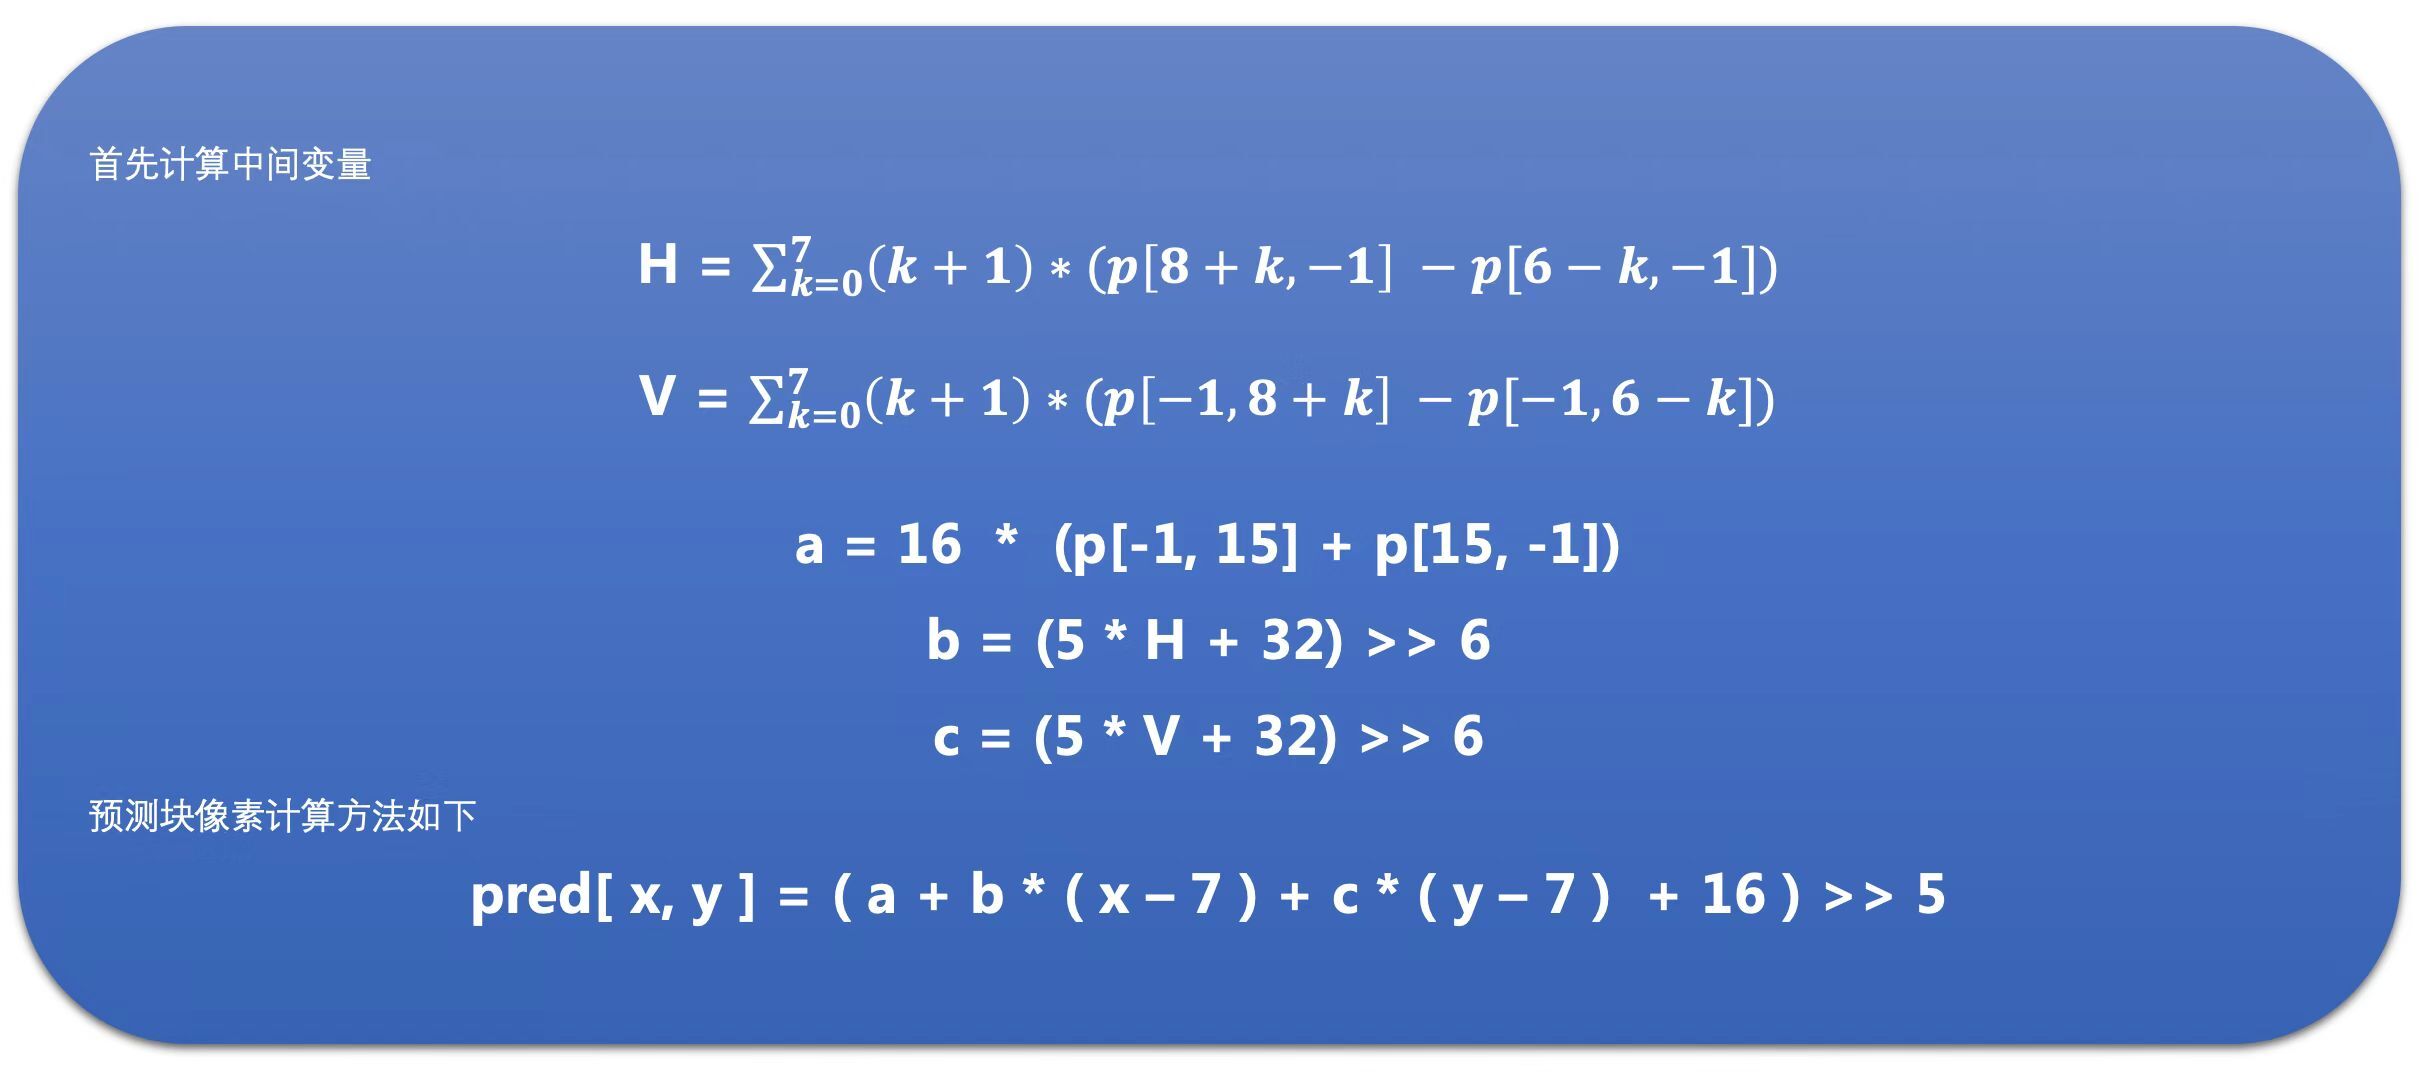 首先计算中间变量
H = ∑_{k=0}^{7}(k + 1) ∗ (p[8 + k, −1] − p[6 − k, −1])
V = ∑_{k=0}^{7}(k + 1) ∗ (p[−1, 8 + k] − p[−1, 6 − k])
a = 16 * (p[-1, 15] + p[15, -1])
b = (5 * H + 32) >> 6
c = (5 * V + 32) >> 6
预测块像素计算方法如下
pred[ x, y ] = ( a + b * ( x – 7 ) + c * ( y – 7 ) + 16 ) >> 5